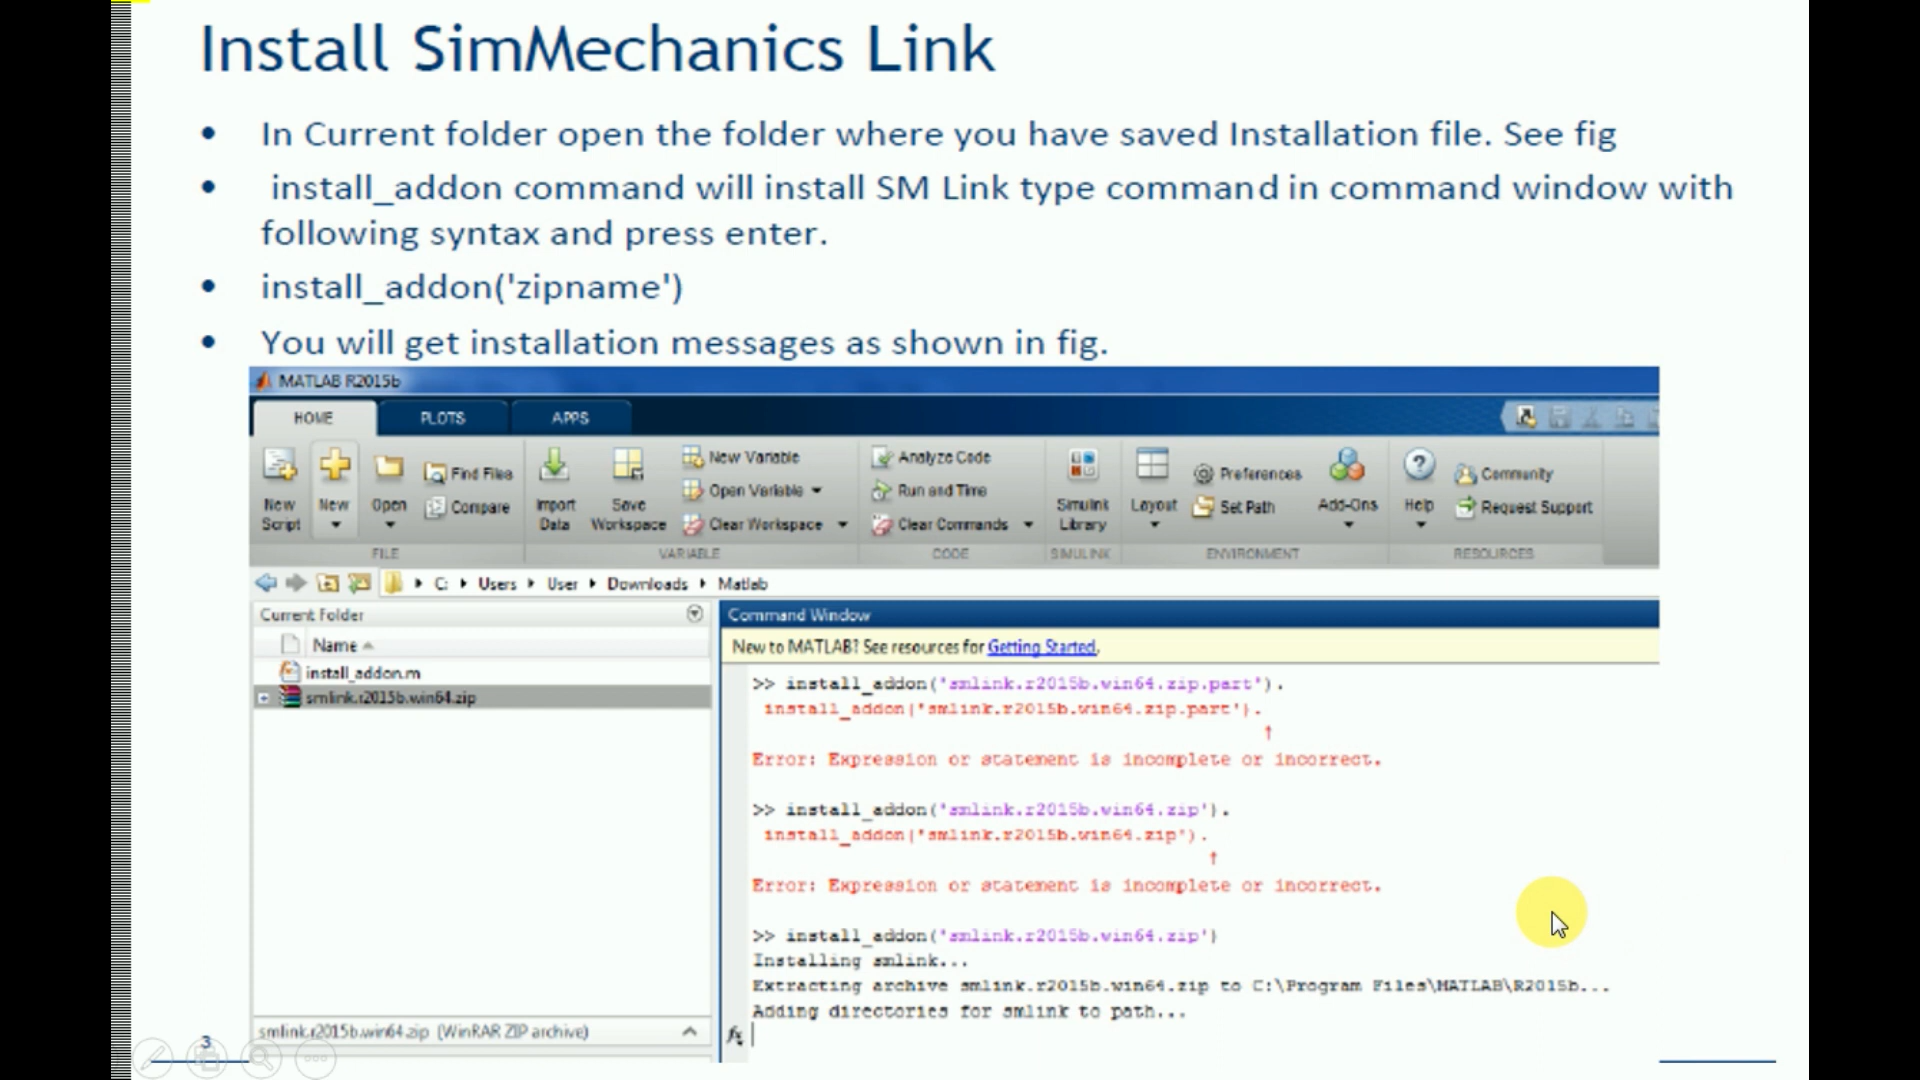 Install SimMechanics Link
• In Current folder open the folder where you have saved Installation file. See fig
• install_addon command will install SM Link type command in command window with
following syntax and press enter.
• install_addon('zipname')
• You will get installation messages as shown in fig.
MATLAB R2015b
HOME PLOTS APPS
New Script
New
Open
Find Files
Compare
Import Data
Save Workspace
New Variable
Open Variable
Clear Workspace
Analyze Code
Run and Time
Clear Commands
Simulink Library
Layout
Preferences
Set Path
Add-Ons
Help
Community
Request Support
FILE VARIABLE CODE SIMULINK ENVIRONMENT RESOURCES
C: Users User Downloads Matlab
Current Folder
Name
install_addon.m
smlink.r2015b.win64.zip
smlink.r2015b.win64.zip (WinRAR ZIP archive)
Command Window
New to MATLAB? See resources for Getting Started.
>> install_addon('smlink.r2015b.win64.zip.part').
install_addon('smlink.r2015b.win64.zip.part').
↑
Error: Expression or statement is incomplete or incorrect.
>> install_addon('smlink.r2015b.win64.zip').
install_addon('smlink.r2015b.win64.zip').
↑
Error: Expression or statement is incomplete or incorrect.
>> install_addon('smlink.r2015b.win64.zip')
Installing smlink...
Extracting archive smlink.r2015b.win64.zip to C:\Program Files\MATLAB\R2015b...
Adding directories for smlink to path...
fx
3